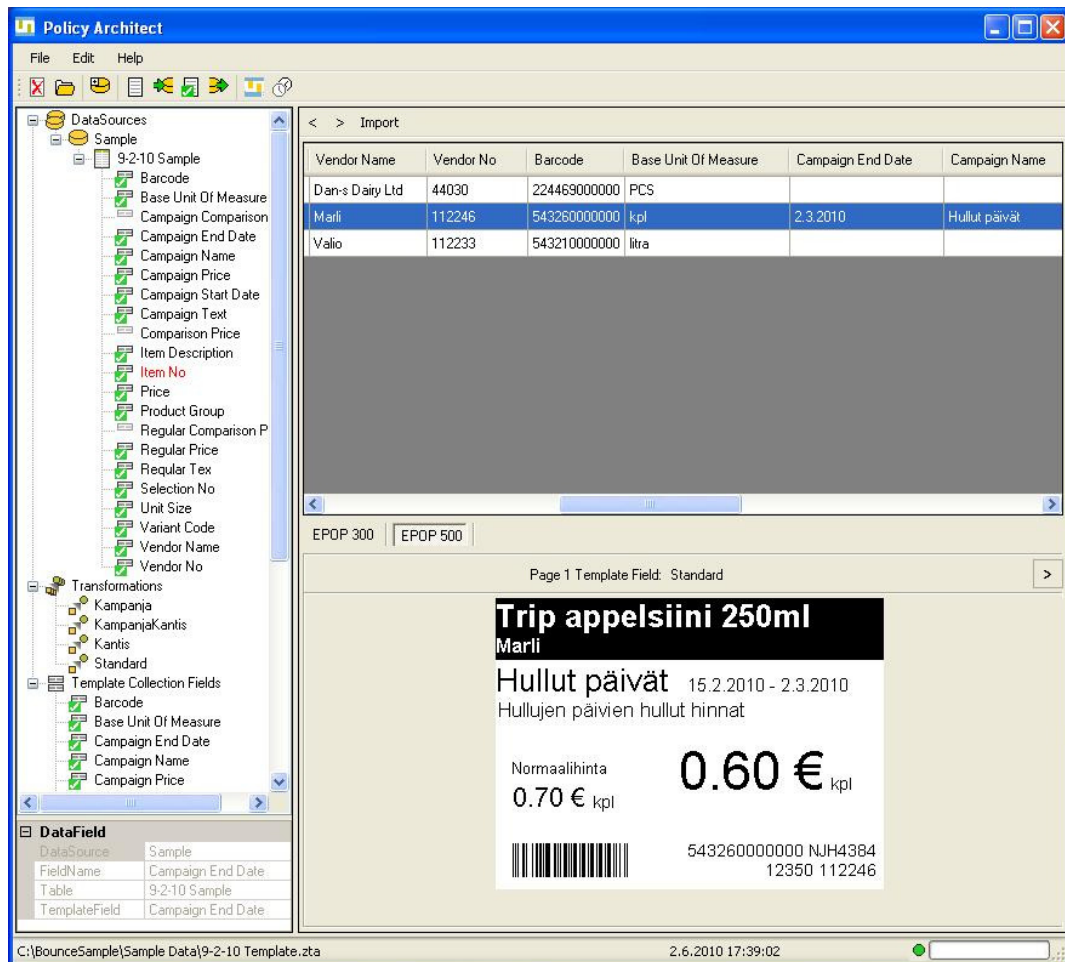 Policy Architect
File Edit Help
DataSources
Sample
9-2-10 Sample
Barcode
Base Unit Of Measure
Campaign Comparison
Campaign End Date
Campaign Name
Campaign Price
Campaign Start Date
Campaign Text
Comparison Price
Item Description
Item No
Price
Product Group
Regular Comparison P
Regular Price
Regular Tex
Selection No
Unit Size
Variant Code
Vendor Name
Vendor No
Transformations
Kampanja
KampanjaKantis
Kantis
Standard
Template Collection Fields
Barcode
Base Unit Of Measure
Campaign End Date
Campaign Name
Campaign Price
DataField
DataSource Sample
FieldName Campaign End Date
Table 9-2-10 Sample
TemplateField Campaign End Date
< > Import
Vendor Name Vendor No Barcode Base Unit Of Measure Campaign End Date Campaign Name
Dan-s Dairy Ltd 44030 224469000000 PCS
Marli 112246 543260000000 kpl 2.3.2010 Hullut päivät
Valio 112233 543210000000 litra
EPOP 300 EPOP 500
Page 1 Template Field: Standard >
Trip appelsiini 250ml
Marli
Hullut päivät 15.2.2010 - 2.3.2010
Hullujen päivien hullut hinnat
Normaalihinta
0.70 € kpl
0.60 € kpl
543260000000 NJH4384
12350 112246
C:\BounceSample\Sample Data\9-2-10 Template.zta 2.6.2010 17:39:02